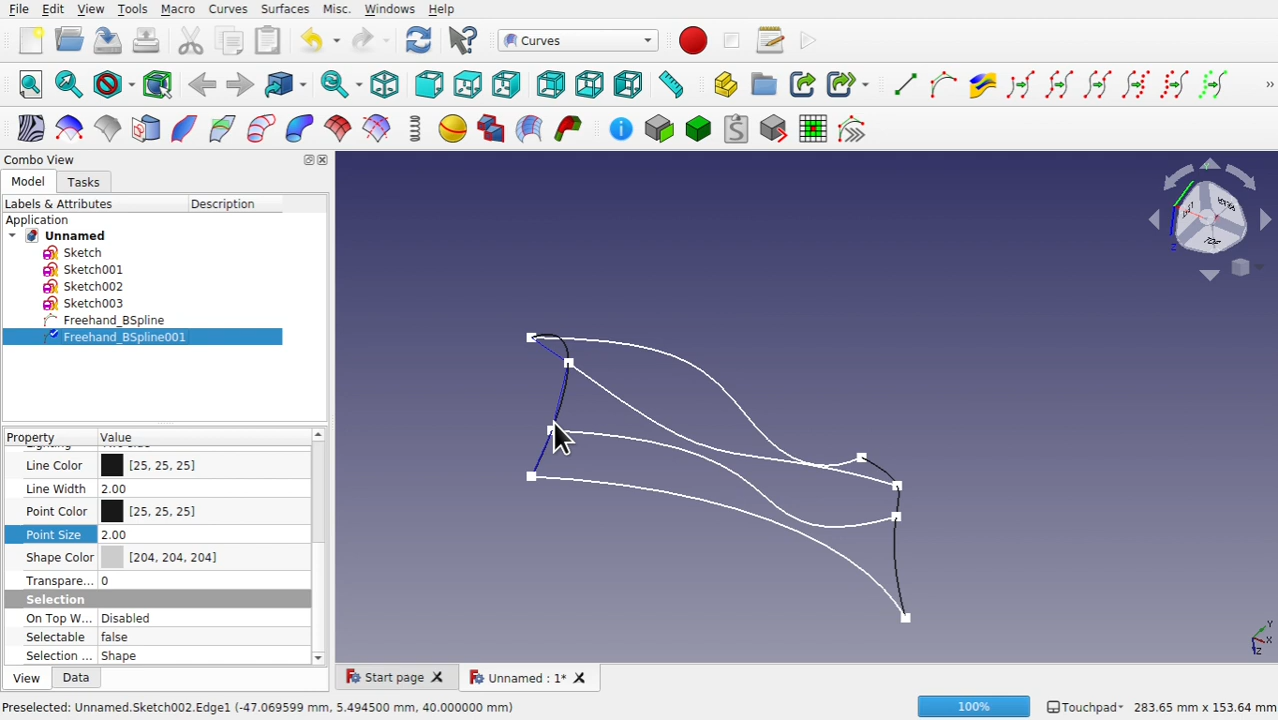 File Edit View Tools Macro Curves Surfaces Misc. Windows Help
Curves
»
Combo View
Model Tasks
Labels & Attributes Description
Application
Unnamed
Sketch
Sketch001
Sketch002
Sketch003
Freehand_BSpline
Freehand_BSpline001
Property Value
Line Color [25, 25, 25]
Line Width 2.00
Point Color [25, 25, 25]
Point Size 2.00
Shape Color [204, 204, 204]
Transpare... 0
Selection
On Top W... Disabled
Selectable false
Selection ... Shape
View Data
Start page Unnamed : 1*
Y
X
Z
Preselected: Unnamed.Sketch002.Edge1 (-47.069599 mm, 5.494500 mm, 40.000000 mm) 100% Touchpad 283.65 mm x 153.64 mm